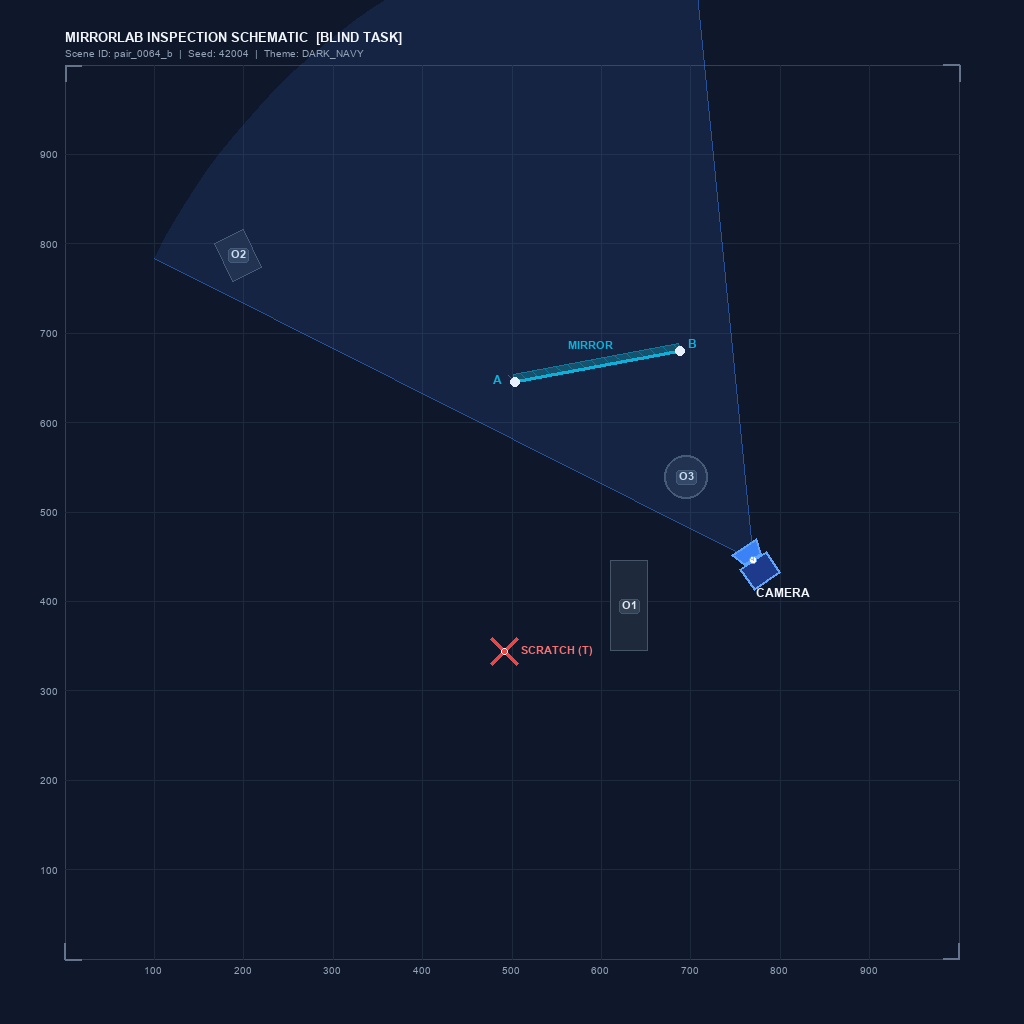 MIRRORLAB INSPECTION SCHEMATIC [BLIND TASK]
Scene ID: pair_0064_b | Seed: 42004 | Theme: DARK_NAVY
900
800
O2
700
MIRROR
B
A
600
O3
500
CAMERA
400
O1
SCRATCH (T)
300
200
100
100 200 300 400 500 600 700 800 900